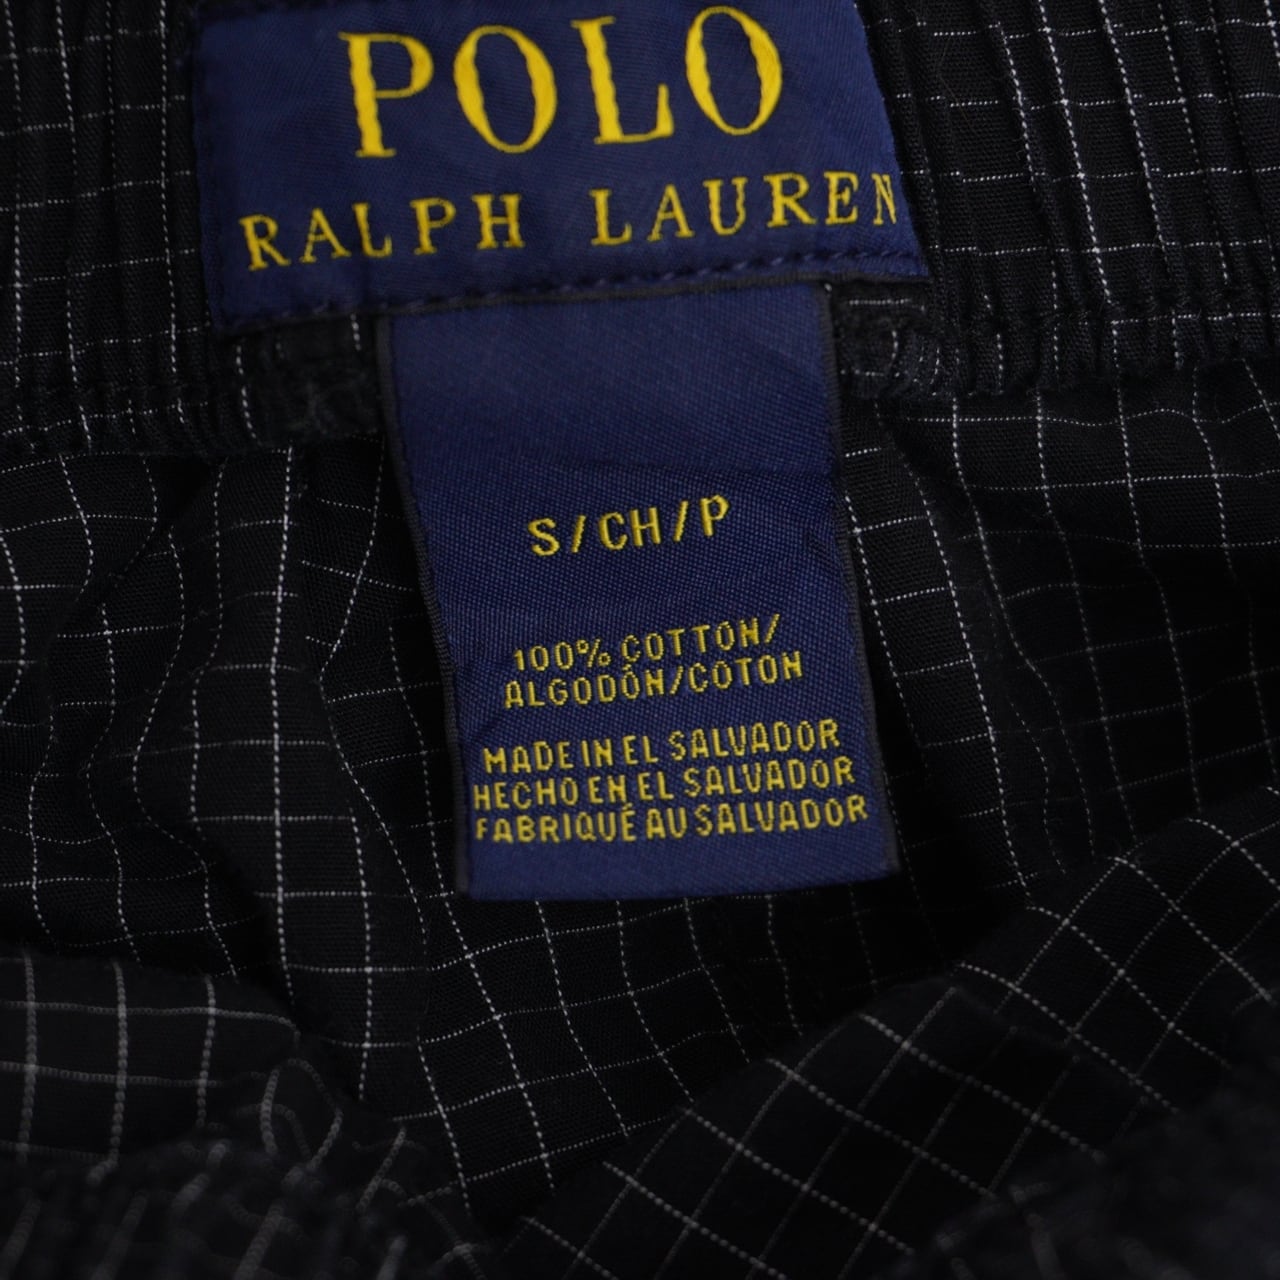 POLO
RALPH LAUREN
S/CH/P
100% COTTON/
ALGODÓN/COTON
MADE IN EL SALVADOR
HECHO EN EL SALVADOR
FABRIQUÉ AU SALVADOR